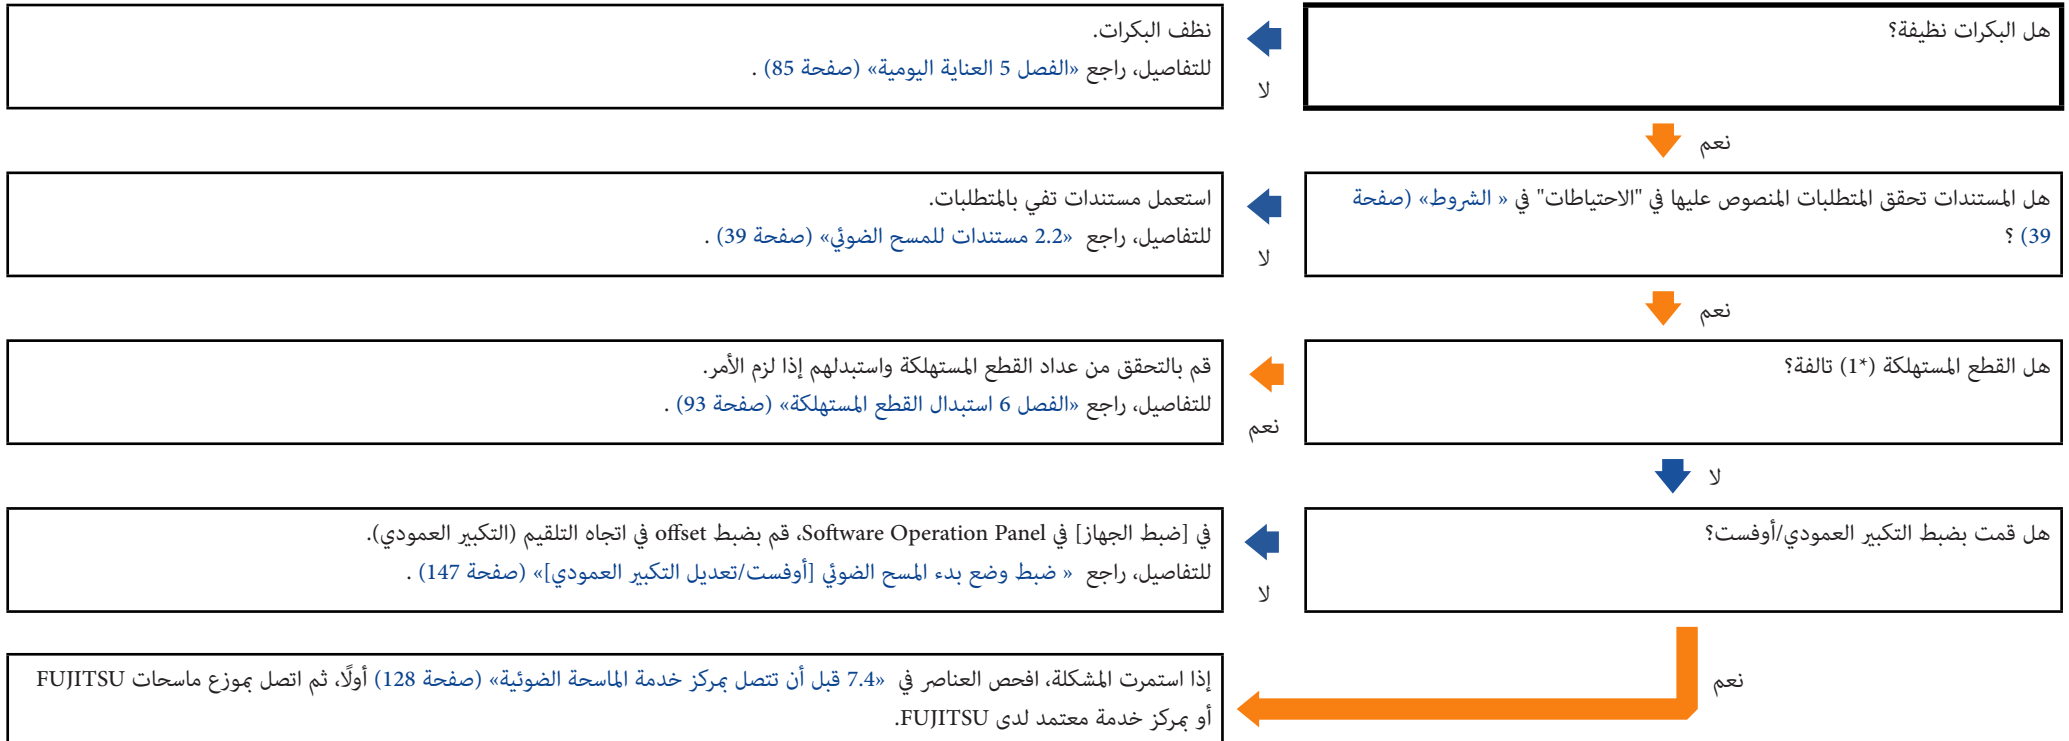 هل البكرات نظيفة؟
لا
نظف البكرات.
للتفاصيل، راجع «الفصل 5 العناية اليومية» (صفحة 85) .
نعم
هل المستندات تحقق المتطلبات المنصوص عليها في "الاحتياطات" في « الشروط» (صفحة
39) ؟
لا
استعمل مستندات تفي بالمتطلبات.
للتفاصيل، راجع «2.2 مستندات للمسح الضوئي» (صفحة 39) .
نعم
هل القطع المستهلكة (*1) تالفة؟
نعم
قم بالتحقق من عداد القطع المستهلكة واستبدلهم إذا لزم الأمر.
للتفاصيل، راجع «الفصل 6 استبدال القطع المستهلكة» (صفحة 93) .
لا
هل قمت بضبط التكبير العمودي/أوفست؟
لا
في [ضبط الجهاز] في Software Operation Panel، قم بضبط offset في اتجاه التلقيم (التكبير العمودي).
للتفاصيل، راجع « ضبط وضع بدء المسح الضوئي [أوفست/تعديل التكبير العمودي]» (صفحة 147) .
نعم
إذا استمرت المشكلة، افحص العناصر في «7.4 قبل أن تتصل بمركز خدمة الماسحة الضوئية» (صفحة 128) أولًا، ثم اتصل بموزع ماسحات FUJITSU
أو بمركز خدمة معتمد لدى FUJITSU.